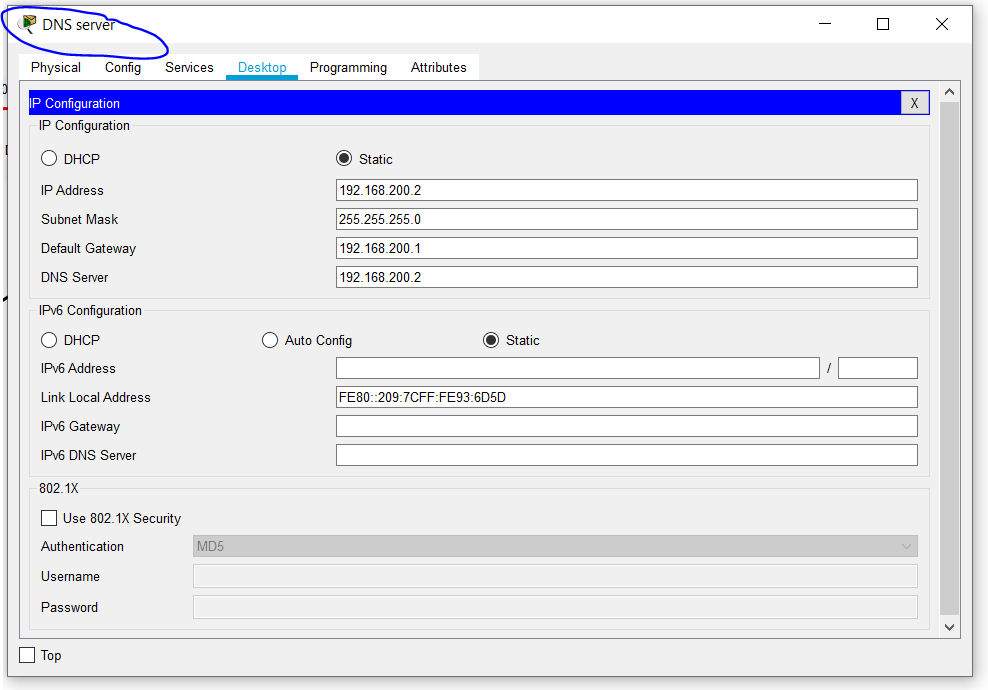 DNS server
Physical Config Services Desktop Programming Attributes
IP Configuration X
IP Configuration
DHCP Static
IP Address 192.168.200.2
Subnet Mask 255.255.255.0
Default Gateway 192.168.200.1
DNS Server 192.168.200.2
IPv6 Configuration
DHCP Auto Config Static
IPv6 Address /
Link Local Address FE80::209:7CFF:FE93:6D5D
IPv6 Gateway
IPv6 DNS Server
802.1X
Use 802.1X Security
Authentication MD5
Username
Password
Top